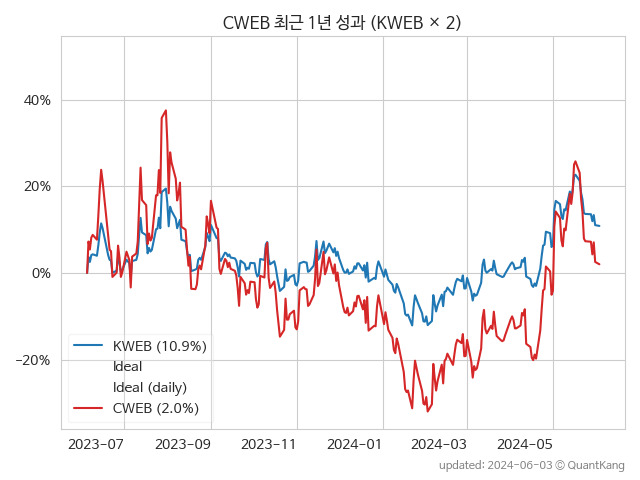 CWEB 최근 1년 성과 (KWEB × 2)
40%
20%
0%
−20%
KWEB (10.9%)
Ideal
Ideal (daily)
CWEB (2.0%)
2023-07 2023-09 2023-11 2024-01 2024-03 2024-05
updated: 2024-06-03 © QuantKang